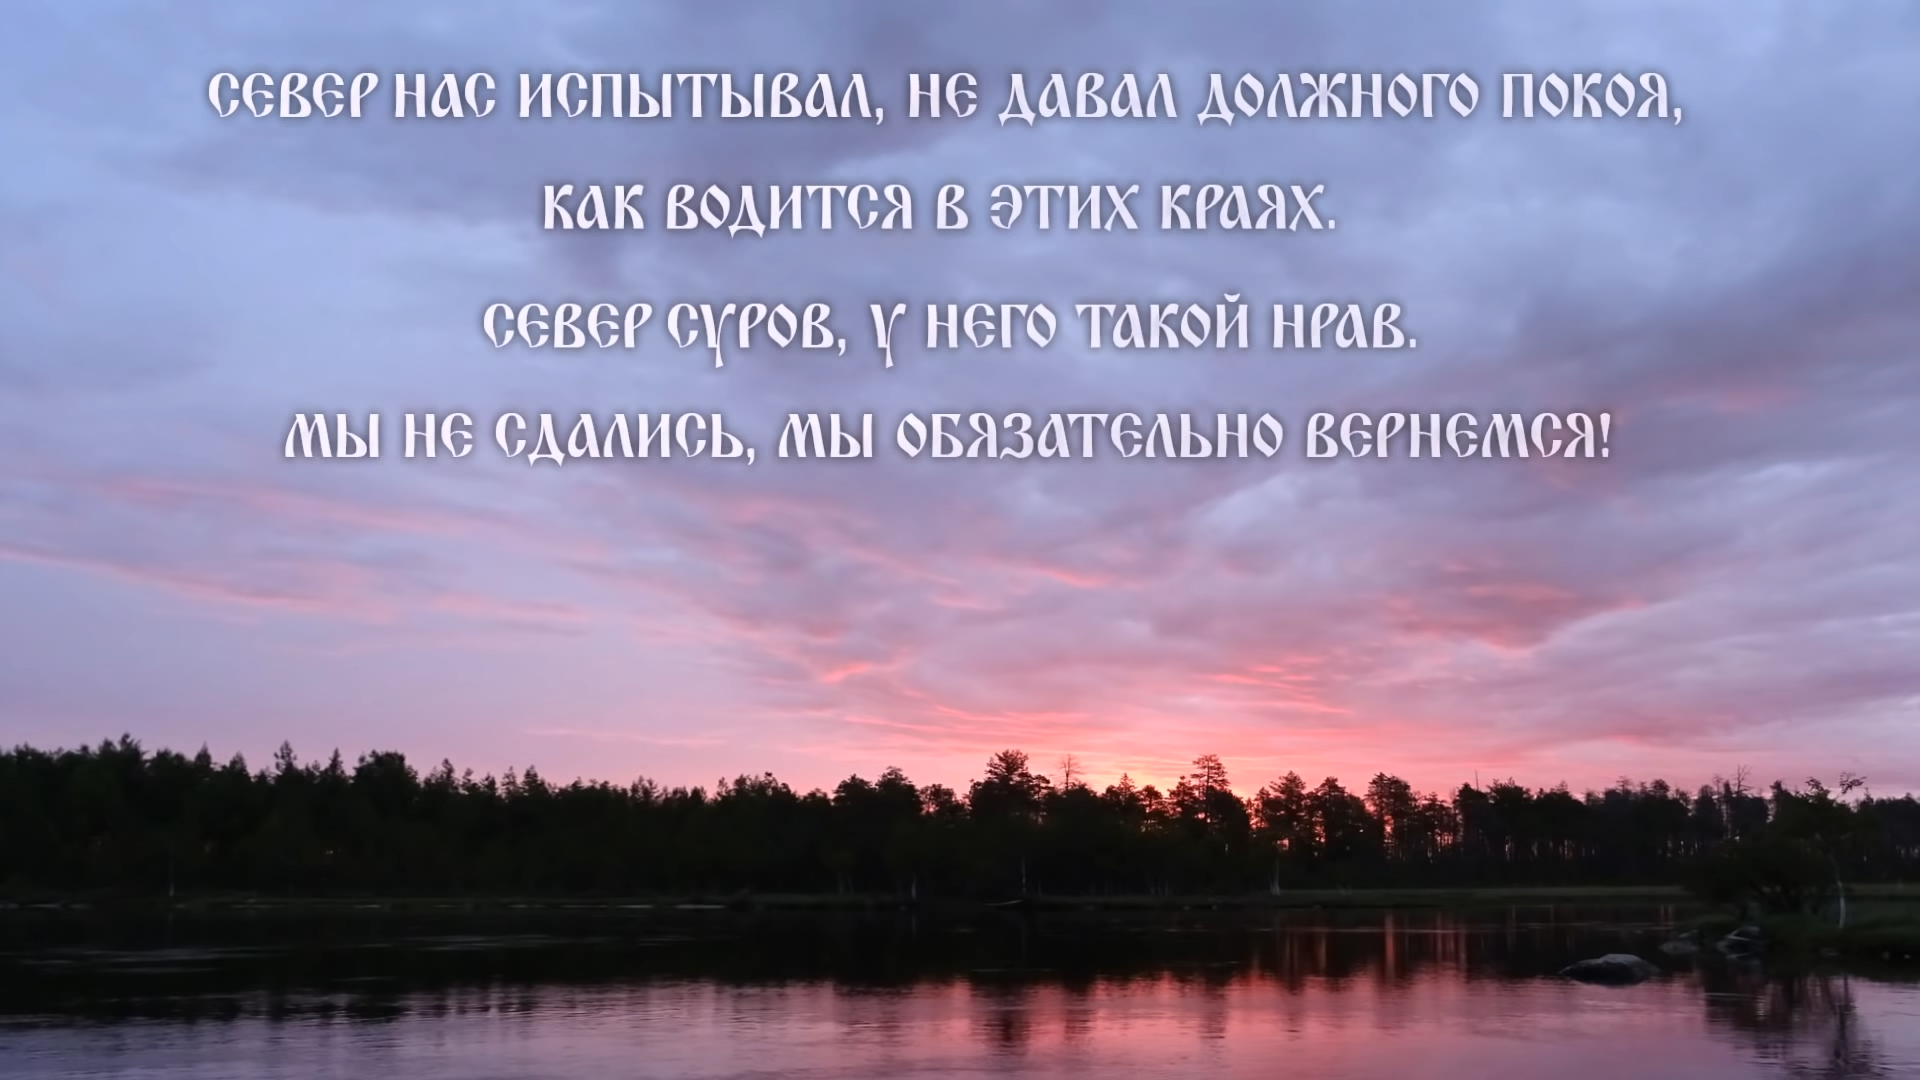 СЕВЕР НАС ИСПЫТЫВАЛ, НЕ ДАВАЛ ДОЛЖНОГО ПОКОЯ,
КАК ВОДИТСЯ В ЭТИХ КРАЯХ.
СЕВЕР СУРОВ, У НЕГО ТАКОЙ НРАВ.
МЫ НЕ СДАЛИСЬ, МЫ ОБЯЗАТЕЛЬНО ВЕРНЕМСЯ!